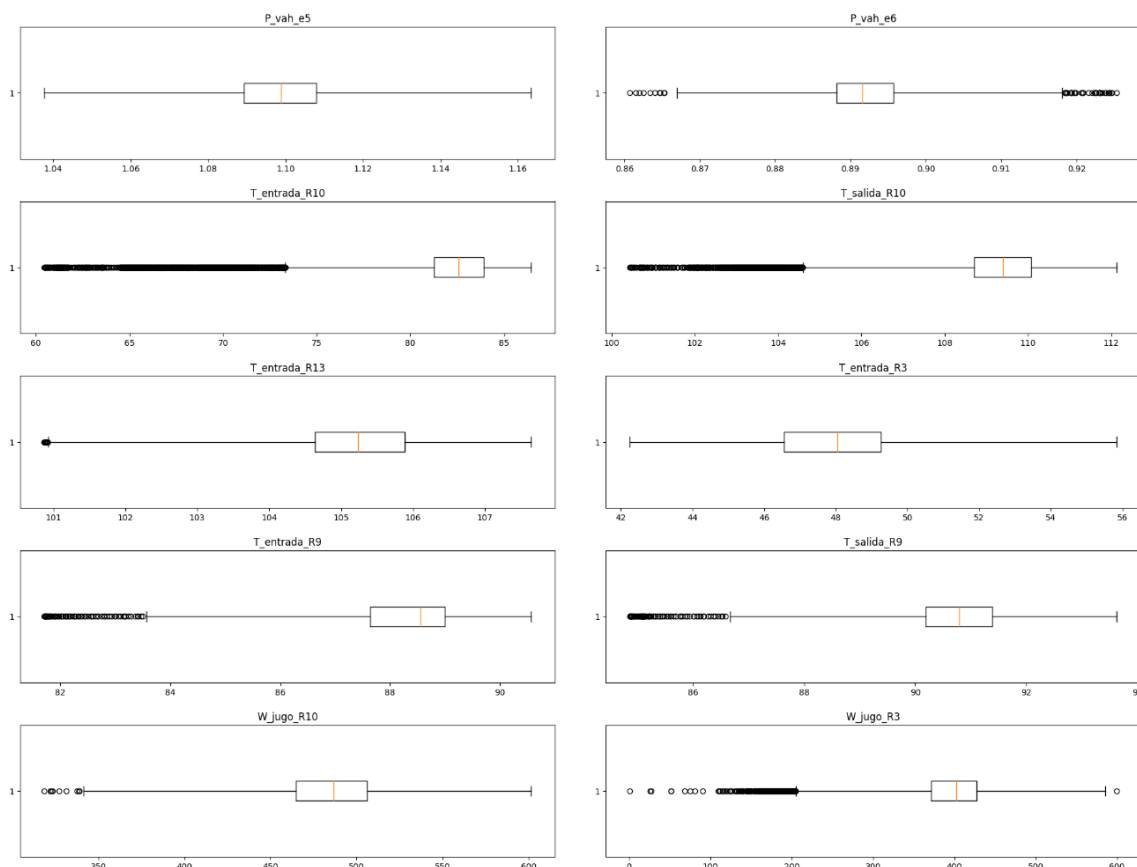 P_vah_e5
1
1.04 1.06 1.08 1.10 1.12 1.14 1.16
P_vah_e6
1
0.86 0.87 0.88 0.89 0.90 0.91 0.92
T_entrada_R10
1
60 65 70 75 80 85
T_salida_R10
1
100 102 104 106 108 110 112
T_entrada_R13
1
101 102 103 104 105 106 107
T_entrada_R3
1
42 44 46 48 50 52 54 56
T_entrada_R9
1
82 84 86 88 90
T_salida_R9
1
86 88 90 92
W_jugo_R10
1
350 400 450 500 550 600
W_jugo_R3
1
0 100 200 300 400 500 600